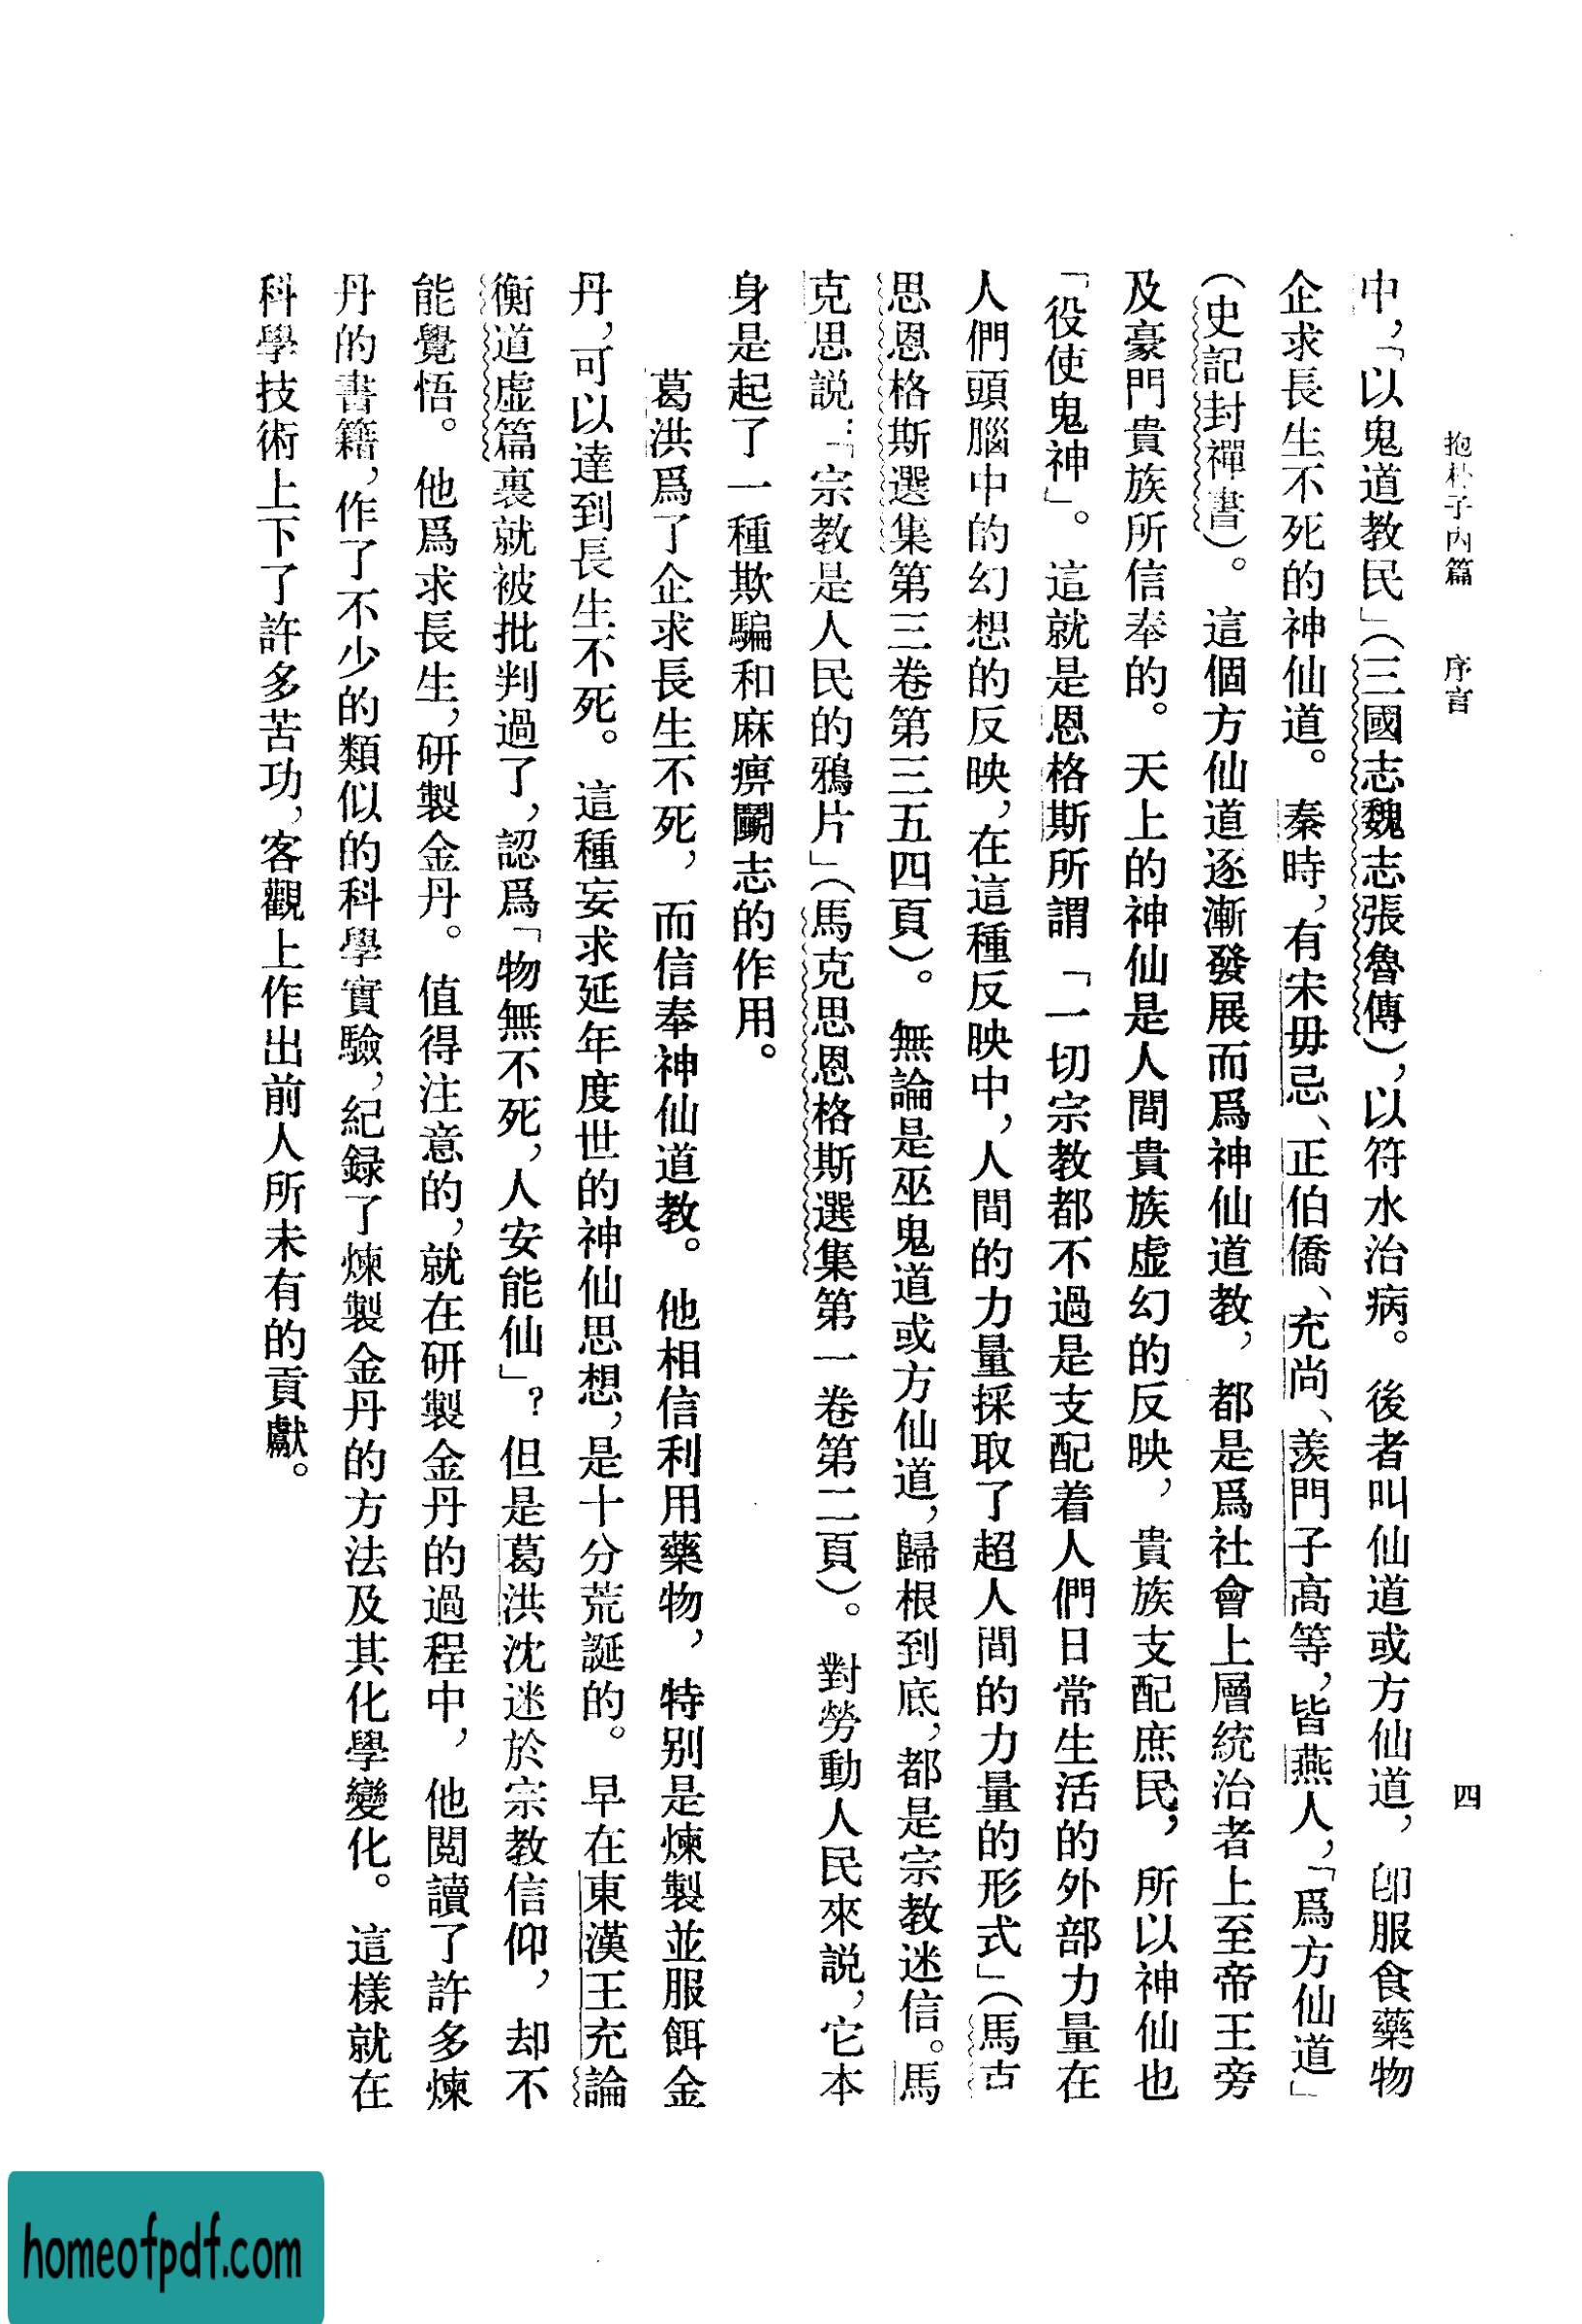 抱朴子內篇　序言
四
中，「以鬼道教民」（三國志魏志張魯傳），以符水治病。後者叫仙道或方仙道，卽服食藥物
企求長生不死的神仙道。秦時，有宋毋忌、正伯僑、充尚、羨門子高等，皆燕人，「爲方仙道」
（史記封禪書）。這個方仙道逐漸發展而爲神仙道教，都是爲社會上層統治者上至帝王旁
及豪門貴族所信奉的。天上的神仙是人間貴族虛幻的反映，貴族支配庶民，所以神仙也
「役使鬼神」。這就是恩格斯所謂「一切宗教都不過是支配着人們日常生活的外部力量在
人們頭腦中的幻想的反映，在這種反映中，人間的力量採取了超人間的力量的形式」（馬克
思恩格斯選集第三卷第三五四頁）。無論是巫鬼道或方仙道，歸根到底，都是宗教迷信。馬
克思説：「宗教是人民的鴉片」（馬克思恩格斯選集第一卷第二頁）。對勞動人民來説，它本
身是起了一種欺騙和麻痹鬭志的作用。
葛洪爲了企求長生不死，而信奉神仙道教。他相信利用藥物，特别是煉製並服餌金
丹，可以達到長生不死。這種妄求延年度世的神仙思想，是十分荒誕的。早在東漢王充論
衡道虛篇裏就被批判過了，認爲「物無不死，人安能仙」？但是葛洪沈迷於宗教信仰，却不
能覺悟。他爲求長生，研製金丹。值得注意的，就在研製金丹的過程中，他閲讀了許多煉
丹的書籍，作了不少的類似的科學實驗，紀録了煉製金丹的方法及其化學變化。這樣就在
科學技術上下了許多苦功，客觀上作出前人所未有的貢獻。
homeofpdf.com